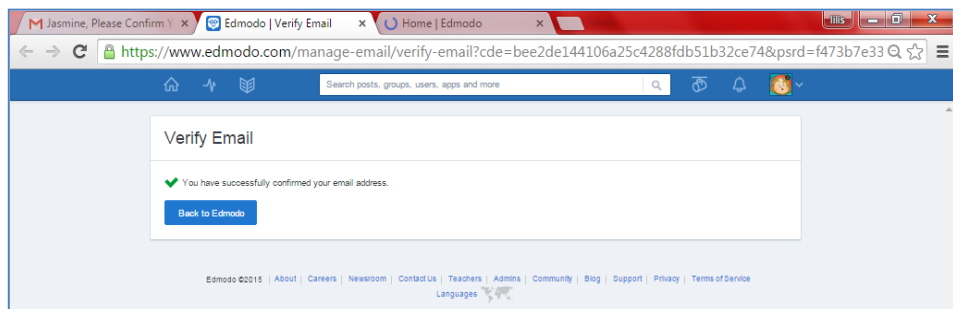 Jasmine, Please Confirm Y
Edmodo | Verify Email
Home | Edmodo
lilis
https://www.edmodo.com/manage-email/verify-email?cde=bee2de144106a25c4288fdb51b32ce74&psrd=f473b7e33
Search posts, groups, users, apps and more
Verify Email
You have successfully confirmed your email address.
Back to Edmodo
Edmodo ©2015 | About | Careers | Newsroom | Contact Us | Teachers | Admins | Community | Blog | Support | Privacy | Terms of Service
Languages